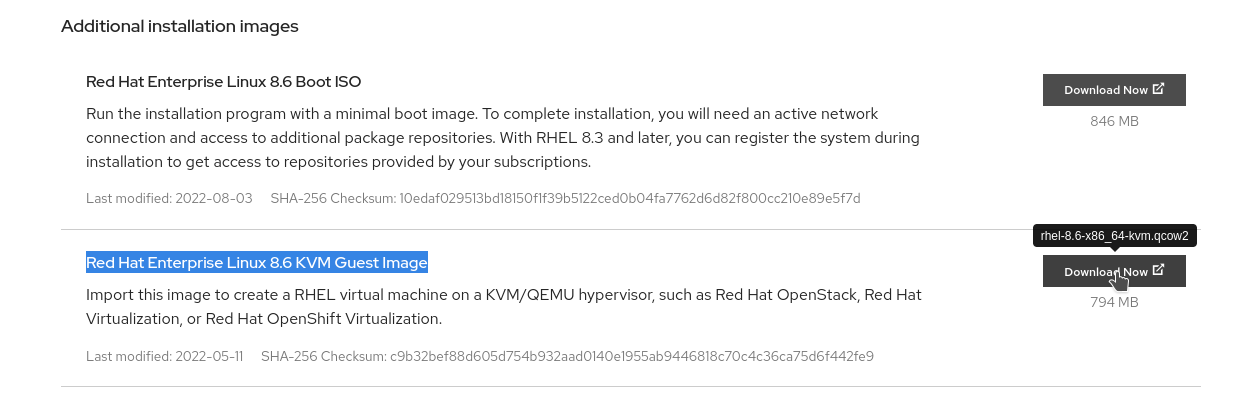 Additional installation images
Red Hat Enterprise Linux 8.6 Boot ISO
Download Now
Run the installation program with a minimal boot image. To complete installation, you will need an active network
connection and access to additional package repositories. With RHEL 8.3 and later, you can register the system during
installation to get access to repositories provided by your subscriptions.
846 MB
Last modified: 2022-08-03 SHA-256 Checksum: 10edaf029513bd18150f1f39b5122ced0b04fa7762d6d82f800cc210e89e5f7d
rhel-8.6-x86_64-kvm.qcow2
Red Hat Enterprise Linux 8.6 KVM Guest Image
Download Now
Import this image to create a RHEL virtual machine on a KVM/QEMU hypervisor, such as Red Hat OpenStack, Red Hat
Virtualization, or Red Hat OpenShift Virtualization.
794 MB
Last modified: 2022-05-11 SHA-256 Checksum: c9b32bef88d605d754b932aad0140e1955ab9446818c70c4c36ca75d6f442fe9